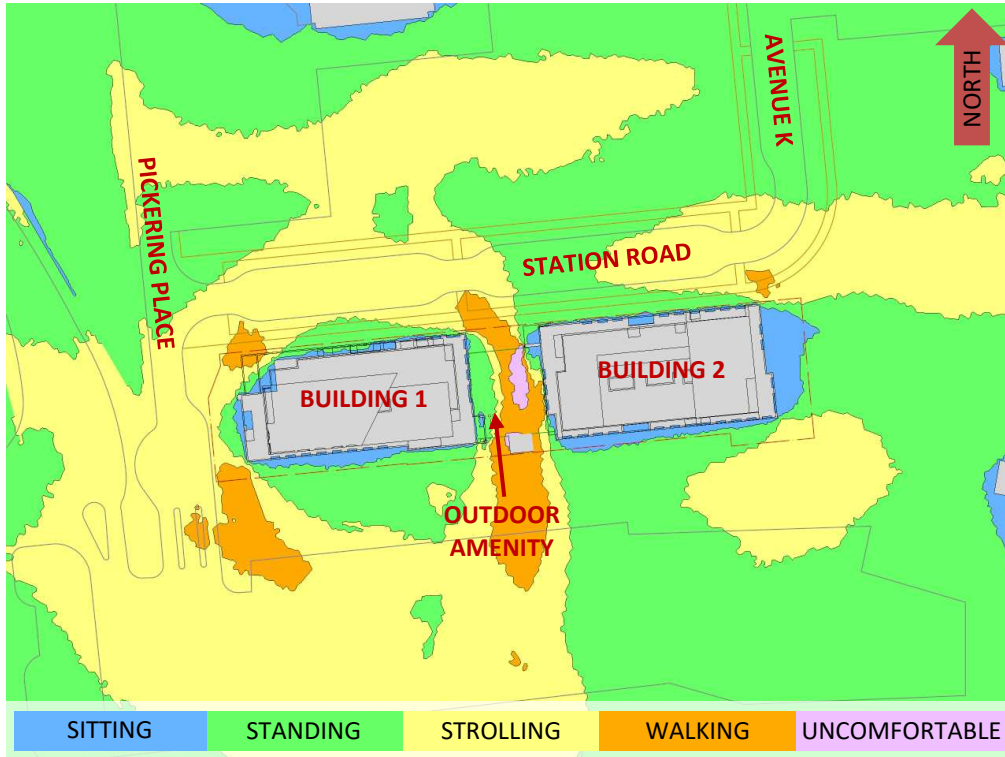 NORTH
AVENUE K
PICKERING PLACE
STATION ROAD
BUILDING 1
BUILDING 2
OUTDOOR
AMENITY
SITTING
STANDING
STROLLING
WALKING
UNCOMFORTABLE